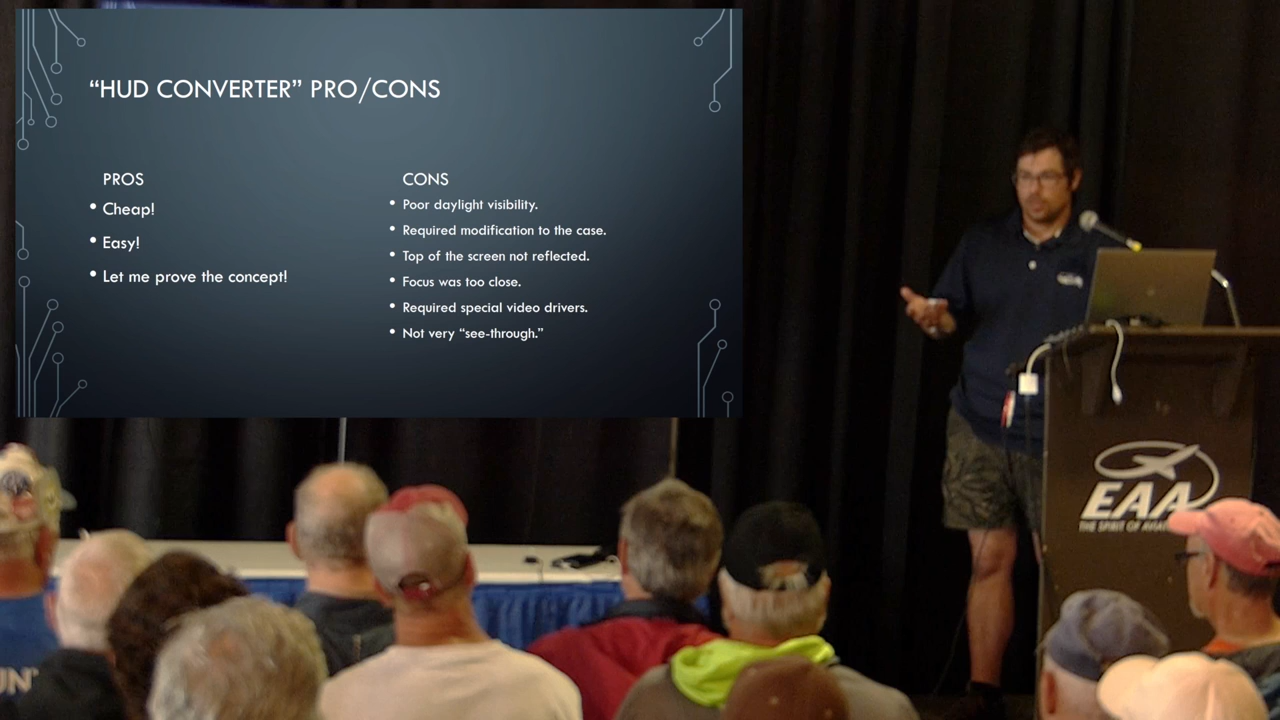 “HUD CONVERTER” PRO/CONS
PROS
• Cheap!
• Easy!
• Let me prove the concept!
CONS
• Poor daylight visibility.
• Required modification to the case.
• Top of the screen not reflected.
• Focus was too close.
• Required special video drivers.
• Not very “see-through.”
EAA
THE SPIRIT OF